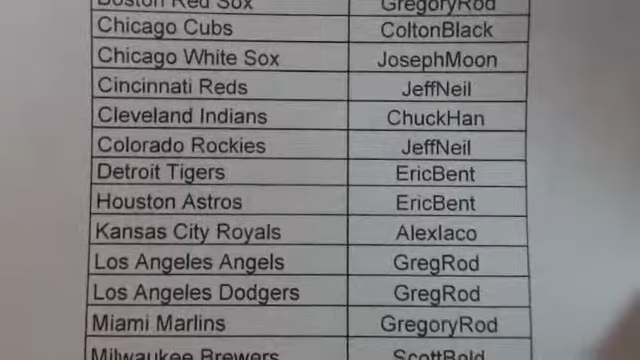 Boston Red Sox GregoryRod
Chicago Cubs ColtonBlack
Chicago White Sox JosephMoon
Cincinnati Reds JeffNeil
Cleveland Indians ChuckHan
Colorado Rockies JeffNeil
Detroit Tigers EricBent
Houston Astros EricBent
Kansas City Royals AlexIaco
Los Angeles Angels GregRod
Los Angeles Dodgers GregRod
Miami Marlins GregoryRod
Milwaukee Brewers ScottBold